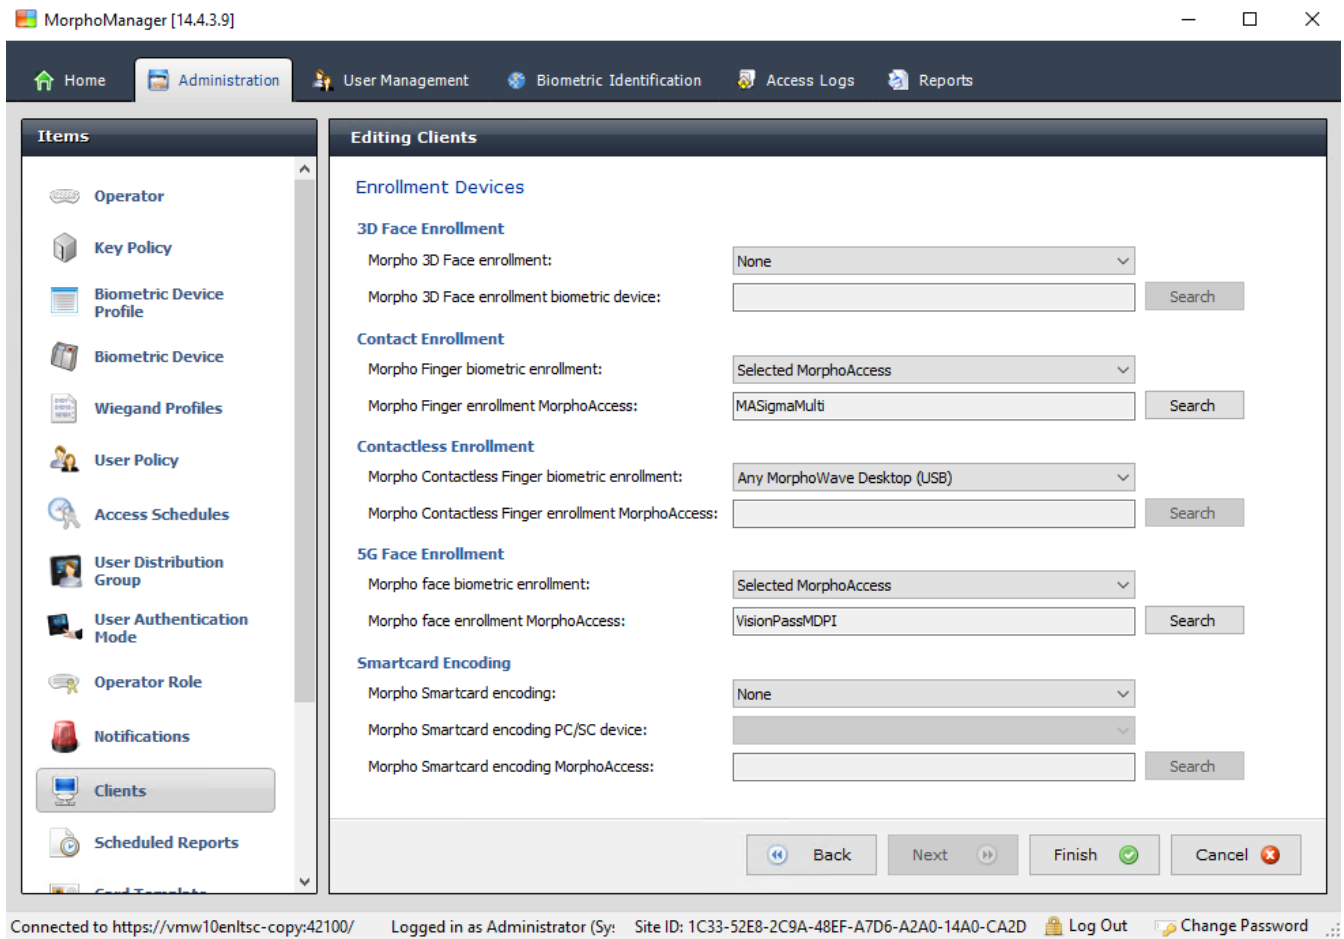 MorphoManager [14.4.3.9]
Home
Administration
User Management
Biometric Identification
Access Logs
Reports
Items
Operator
Key Policy
Biometric Device
Profile
Biometric Device
Wiegand Profiles
User Policy
Access Schedules
User Distribution
Group
User Authentication
Mode
Operator Role
Notifications
Clients
Scheduled Reports
Card Template
Editing Clients
Enrollment Devices
3D Face Enrollment
Morpho 3D Face enrollment: None
Morpho 3D Face enrollment biometric device: Search
Contact Enrollment
Morpho Finger biometric enrollment: Selected MorphoAccess
Morpho Finger enrollment MorphoAccess: MASigmaMulti Search
Contactless Enrollment
Morpho Contactless Finger biometric enrollment: Any MorphoWave Desktop (USB)
Morpho Contactless Finger enrollment MorphoAccess: Search
5G Face Enrollment
Morpho face biometric enrollment: Selected MorphoAccess
Morpho face enrollment MorphoAccess: VisionPassMDPI Search
Smartcard Encoding
Morpho Smartcard encoding: None
Morpho Smartcard encoding PC/SC device:
Morpho Smartcard encoding MorphoAccess: Search
Back Next Finish Cancel
Connected to https://vmw10enltsc-copy:42100/ Logged in as Administrator (Sy: Site ID: 1C33-52E8-2C9A-48EF-A7D6-A2A0-14A0-CA2D Log Out Change Password